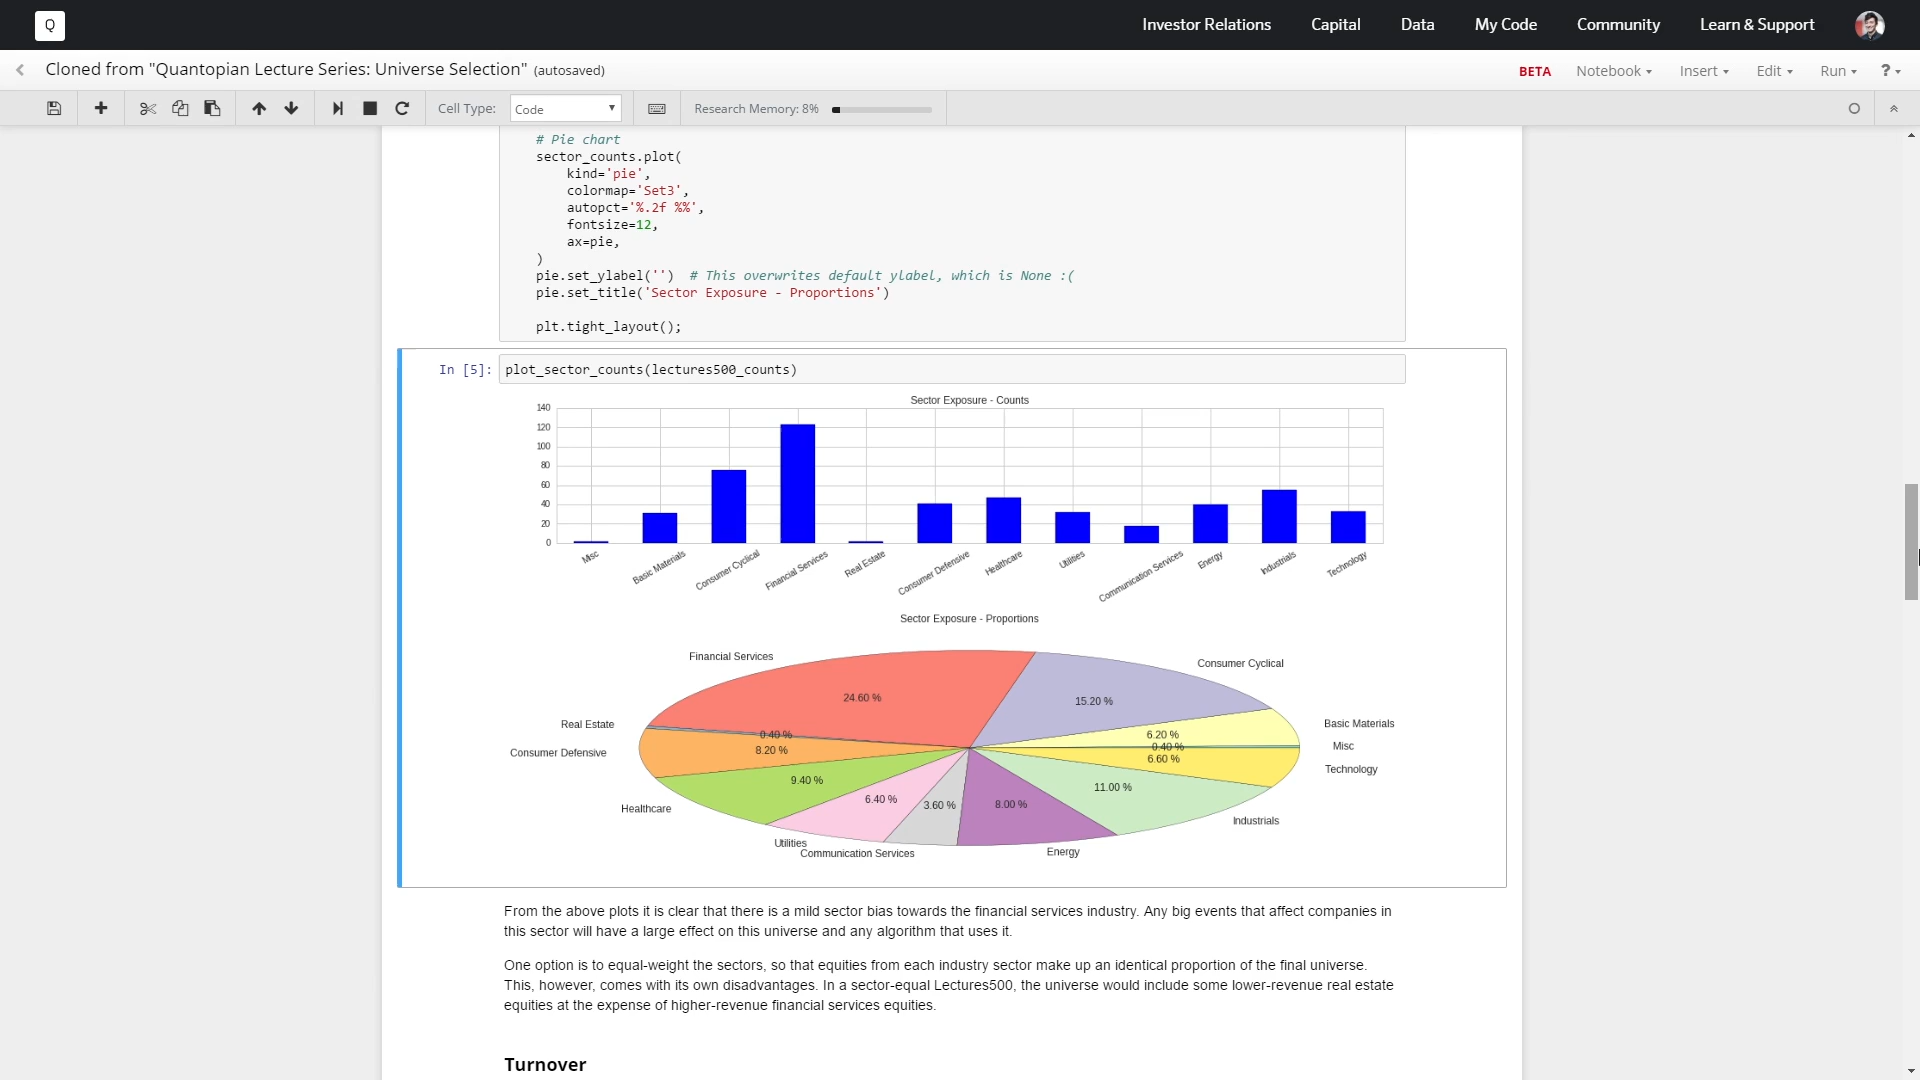 Q
Investor Relations
Capital
Data
My Code
Community
Learn & Support
Cloned from "Quantopian Lecture Series: Universe Selection" (autosaved)
BETA
Notebook
Insert
Edit
Run
?
Cell Type:
Code
Research Memory: 8%
# Pie chart
sector_counts.plot(
kind='pie',
colormap='Set3',
autopct='%.2f %%',
fontsize=12,
ax=pie,
)
pie.set_ylabel('')  # This overwrites default ylabel, which is None :(
pie.set_title('Sector Exposure - Proportions')
plt.tight_layout();
In [5]:
plot_sector_counts(lectures500_counts)
Sector Exposure - Counts
140
120
100
80
60
40
20
0
Misc
Basic Materials
Consumer Cyclical
Financial Services
Real Estate
Consumer Defensive
Healthcare
Utilities
Communication Services
Energy
Industrials
Technology
Sector Exposure - Proportions
Financial Services
Consumer Cyclical
24.60 %
15.20 %
Real Estate
Basic Materials
0.40 %
6.20 %
Misc
0.40 %
Consumer Defensive
8.20 %
6.60 %
Technology
9.40 %
11.00 %
6.40 %
3.60 %
8.00 %
Healthcare
Industrials
Utilities
Communication Services
Energy
From the above plots it is clear that there is a mild sector bias towards the financial services industry. Any big events that affect companies in
this sector will have a large effect on this universe and any algorithm that uses it.
One option is to equal-weight the sectors, so that equities from each industry sector make up an identical proportion of the final universe.
This, however, comes with its own disadvantages. In a sector-equal Lectures500, the universe would include some lower-revenue real estate
equities at the expense of higher-revenue financial services equities.
Turnover